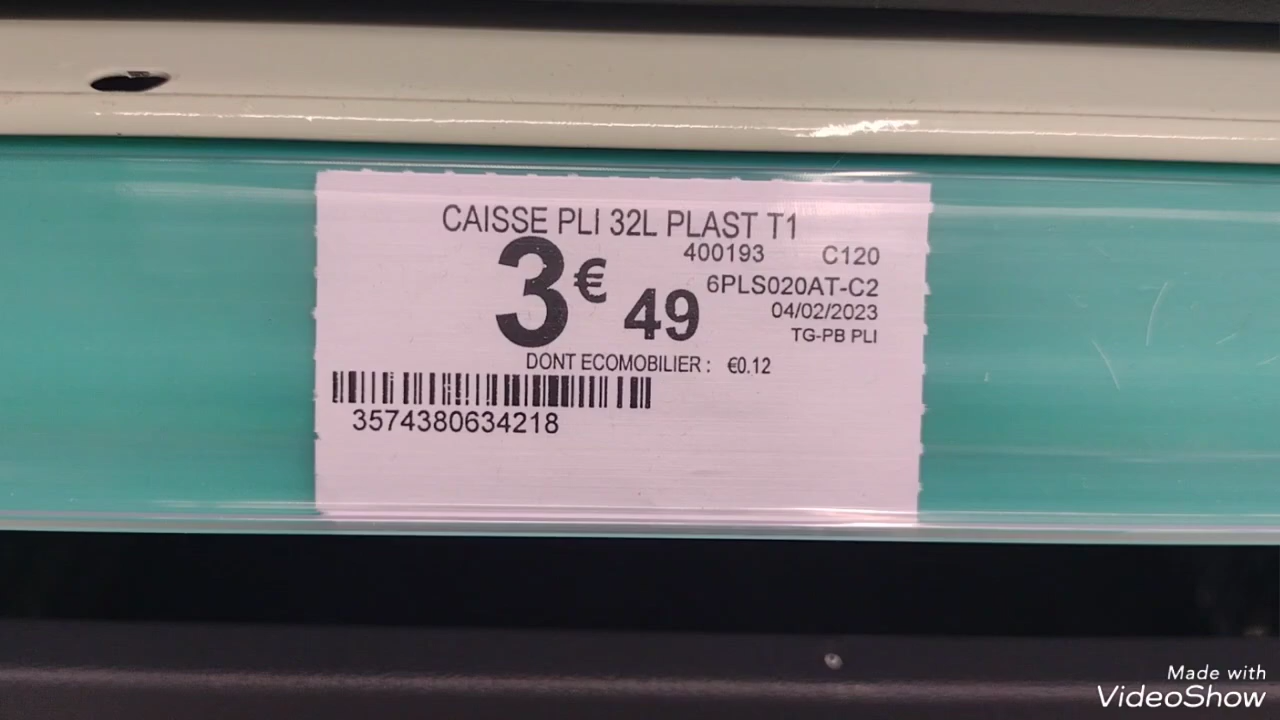 CAISSE PLI 32L PLAST T1
400193 C120
3€ 49
6PLS020AT-C2
04/02/2023
TG-PB PLI
DONT ECOMOBILIER : €0.12
3574380634218
Made with
VideoShow